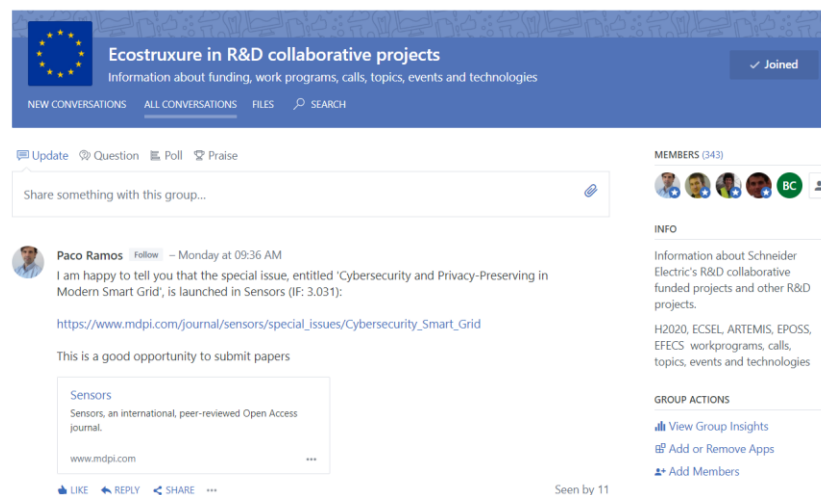 Ecostruxure in R&D collaborative projects
Information about funding, work programs, calls, topics, events and technologies
Joined
NEW CONVERSATIONS ALL CONVERSATIONS FILES SEARCH
Update Question Poll Praise
Share something with this group...
Paco Ramos Follow – Monday at 09:36 AM
I am happy to tell you that the special issue, entitled 'Cybersecurity and Privacy-Preserving in
Modern Smart Grid', is launched in Sensors (IF: 3.031):
https://www.mdpi.com/journal/sensors/special_issues/Cybersecurity_Smart_Grid
This is a good opportunity to submit papers
Sensors
Sensors, an international, peer-reviewed Open Access
journal.
www.mdpi.com
LIKE REPLY SHARE
Seen by 11
MEMBERS (343)
BC
INFO
Information about Schneider
Electric's R&D collaborative
funded projects and other R&D
projects.
H2020, ECSEL, ARTEMIS, EPOSS,
EFECS workprograms, calls,
topics, events and technologies
GROUP ACTIONS
View Group Insights
Add or Remove Apps
Add Members